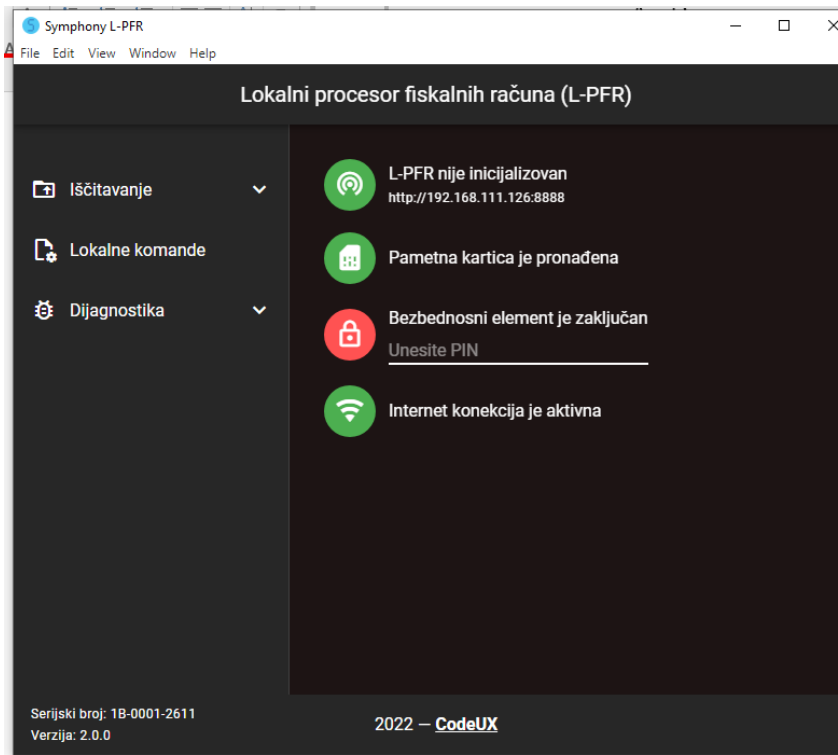 Symphony L-PFR
File Edit View Window Help
Lokalni procesor fiskalnih računa (L-PFR)
Iščitavanje
Lokalne komande
Dijagnostika
L-PFR nije inicijalizovan
http://192.168.111.126:8888
Pametna kartica je pronađena
Bezbednosni element je zaključan
Unesite PIN
Internet konekcija je aktivna
Serijski broj: 1B-0001-2611
Verzija: 2.0.0
2022 — CodeUX